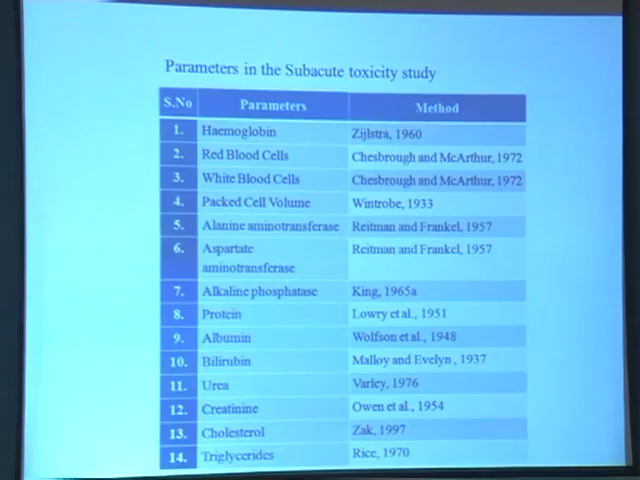 Parameters in the Subacute toxicity study
S.No Parameters Method
1. Haemoglobin Zijlstra, 1960
2. Red Blood Cells Chesbrough and McArthur, 1972
3. White Blood Cells Chesbrough and McArthur, 1972
4. Packed Cell Volume Wintrobe, 1933
5. Alanine aminotransferase Reitman and Frankel, 1957
6. Aspartate Reitman and Frankel, 1957
aminotransferase
7. Alkaline phosphatase King, 1965a
8. Protein Lowry et al., 1951
9. Albumin Wolfson et al., 1948
10. Bilirubin Malloy and Evelyn , 1937
11. Urea Varley, 1976
12. Creatinine Owen et al., 1954
13. Cholesterol Zak, 1997
14. Triglycerides Rice, 1970